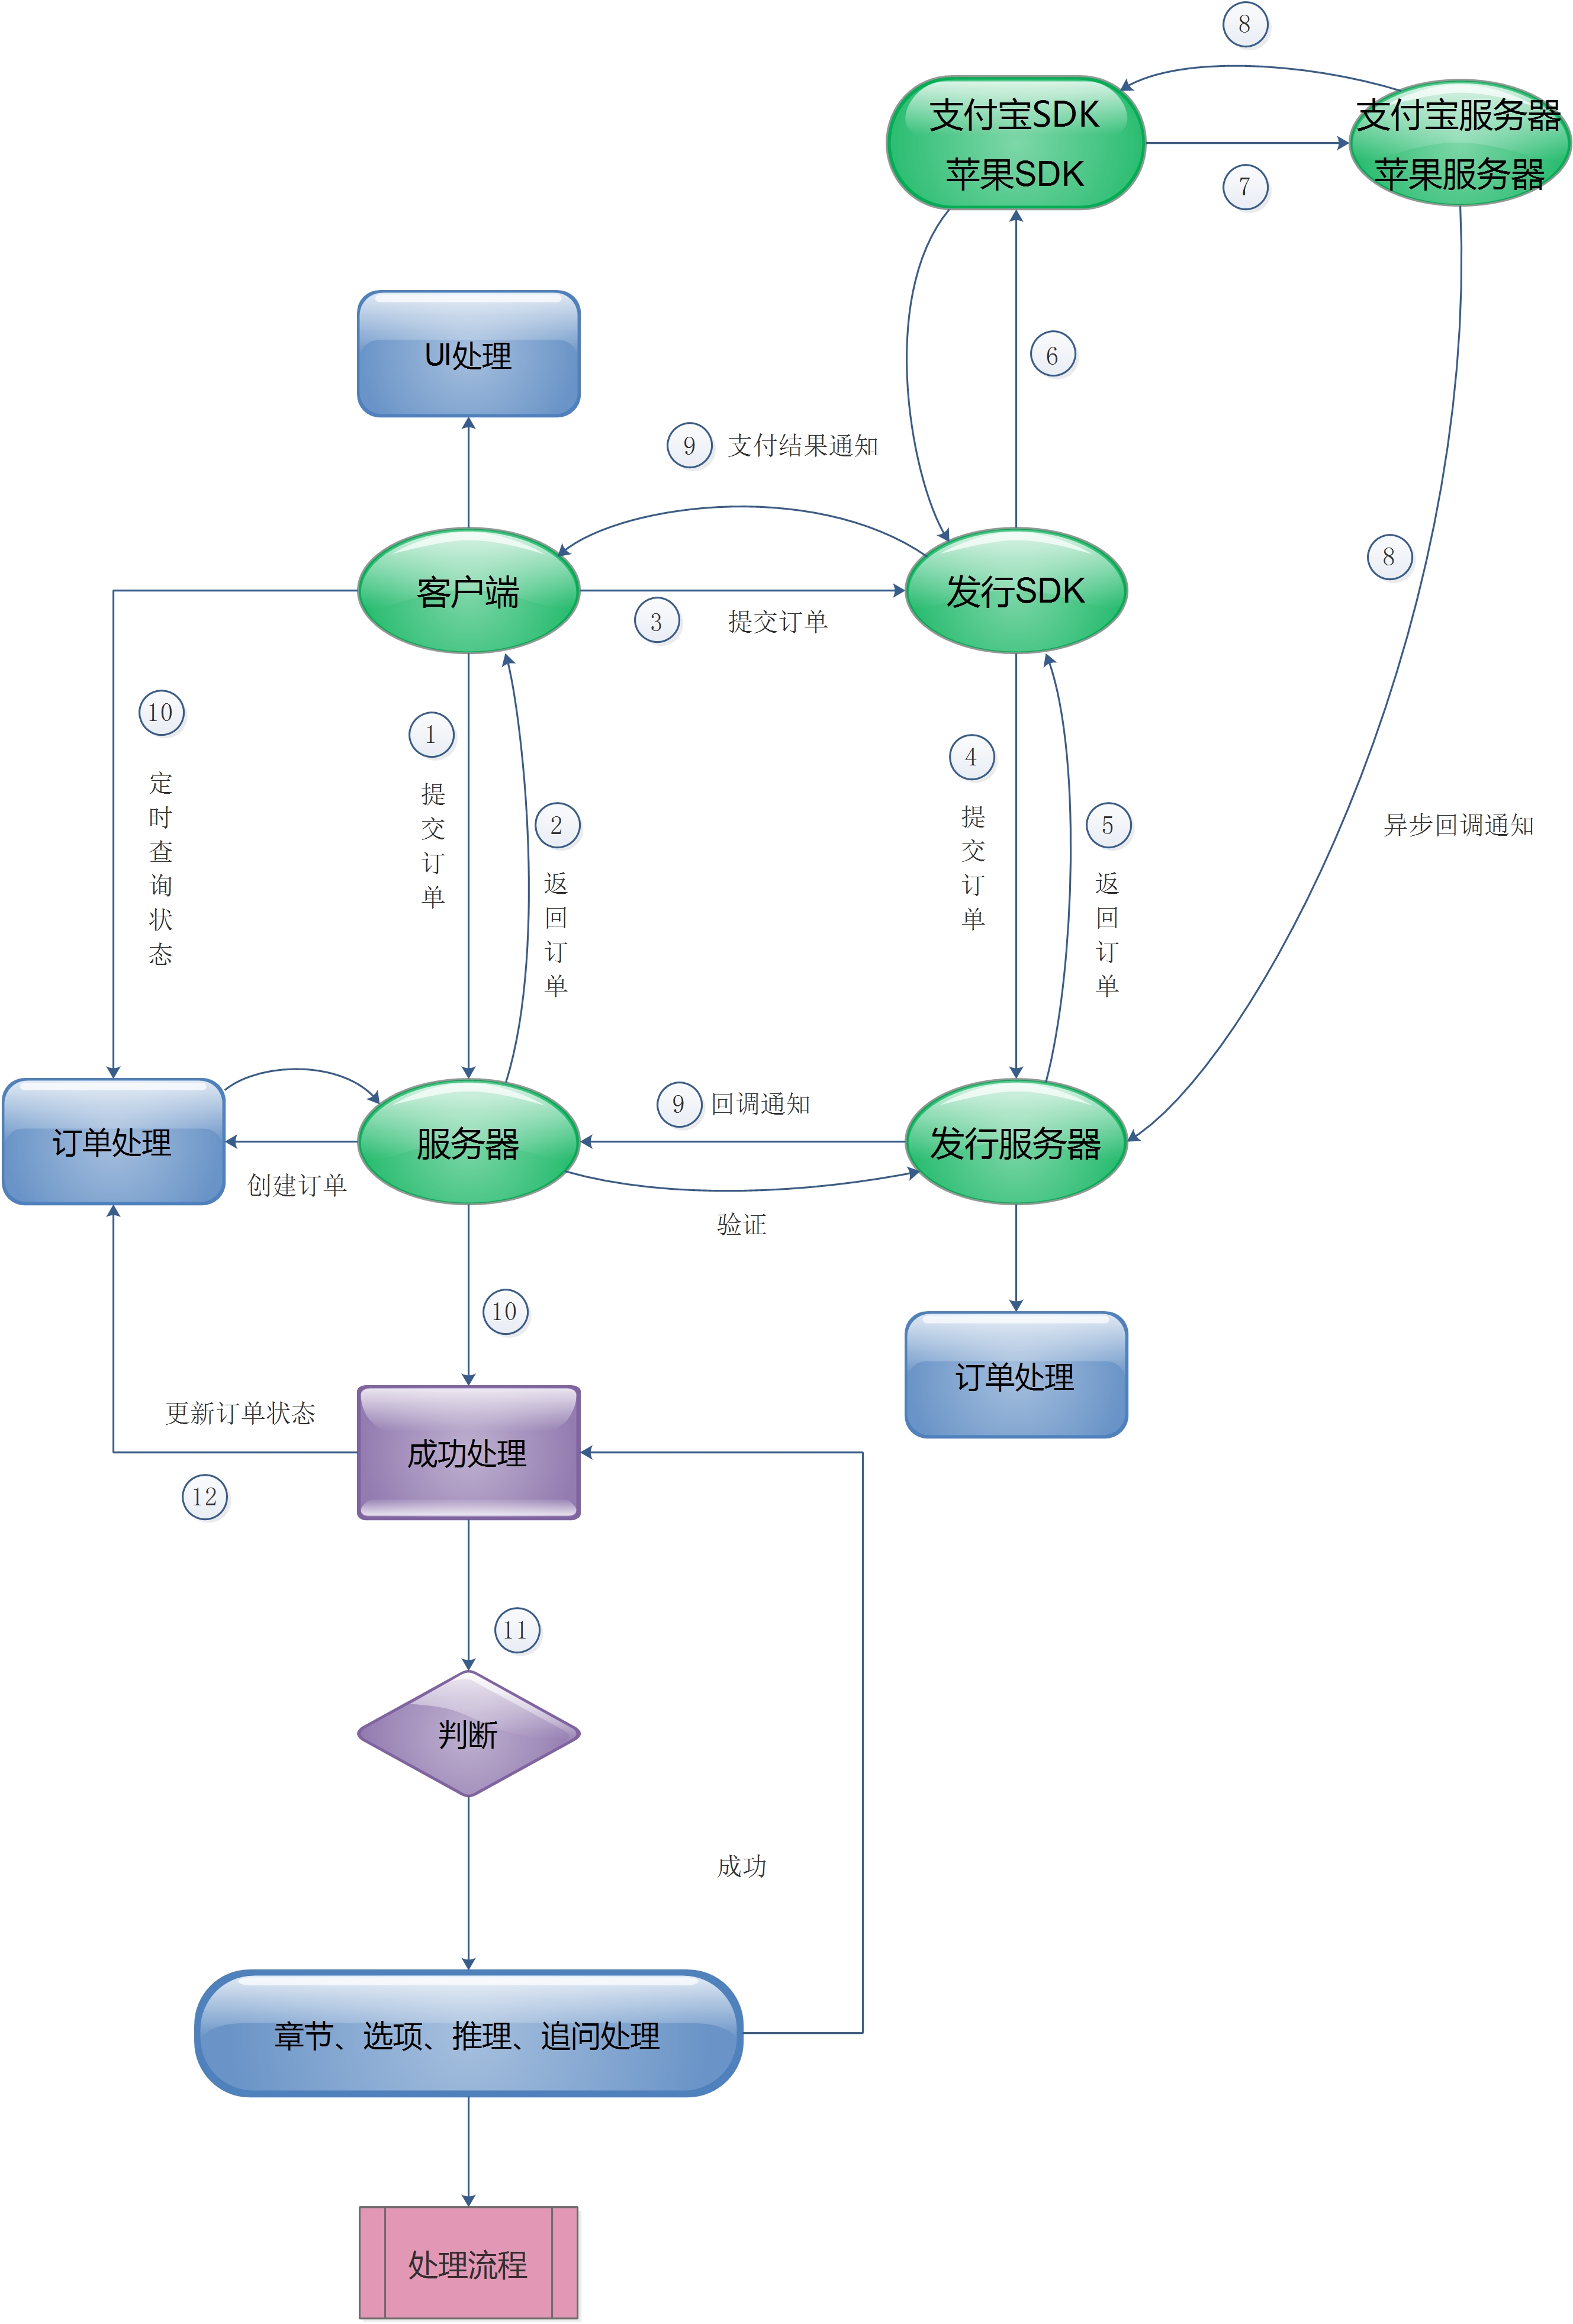 8
支付宝SDK
苹果SDK
支付宝服务器
苹果服务器
7
UI处理
6
9 支付结果通知
客户端
发行SDK
3 提交订单
8
10
定时查询状态
1
提交订单
2
返回订单
4
提交订单
5
返回订单
异步回调通知
9 回调通知
订单处理
服务器
发行服务器
创建订单
验证
10
订单处理
更新订单状态
成功处理
12
11
判断
成功
章节、选项、推理、追问处理
处理流程